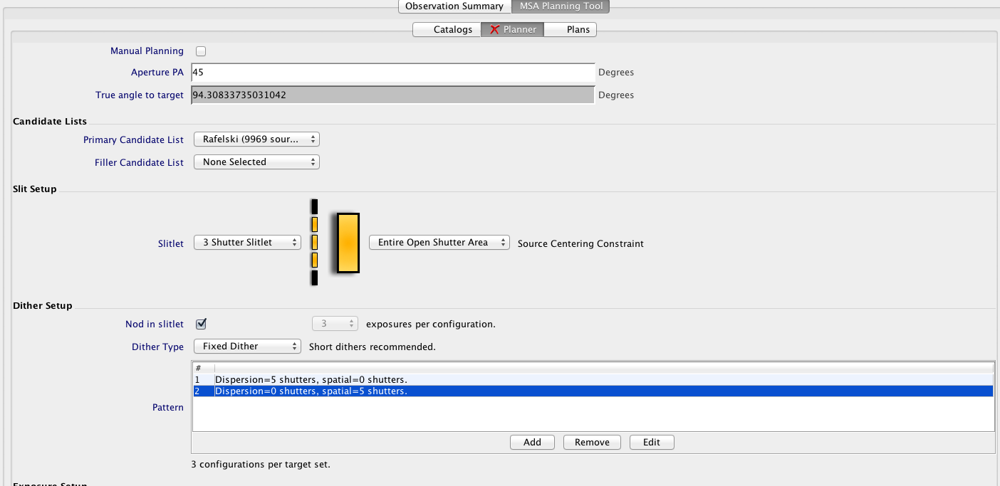 Observation Summary MSA Planning Tool
Catalogs Planner Plans
Manual Planning
Aperture PA 45 Degrees
True angle to target 94.30833735031042 Degrees
Candidate Lists
Primary Candidate List Rafelski (9969 sour...
Filler Candidate List None Selected
Slit Setup
Slitlet 3 Shutter Slitlet Entire Open Shutter Area Source Centering Constraint
Dither Setup
Nod in slitlet 3 exposures per configuration.
Dither Type Fixed Dither Short dithers recommended.
#
1 Dispersion=5 shutters, spatial=0 shutters.
2 Dispersion=0 shutters, spatial=5 shutters.
Pattern
Add Remove Edit
3 configurations per target set.
Exposure Setup